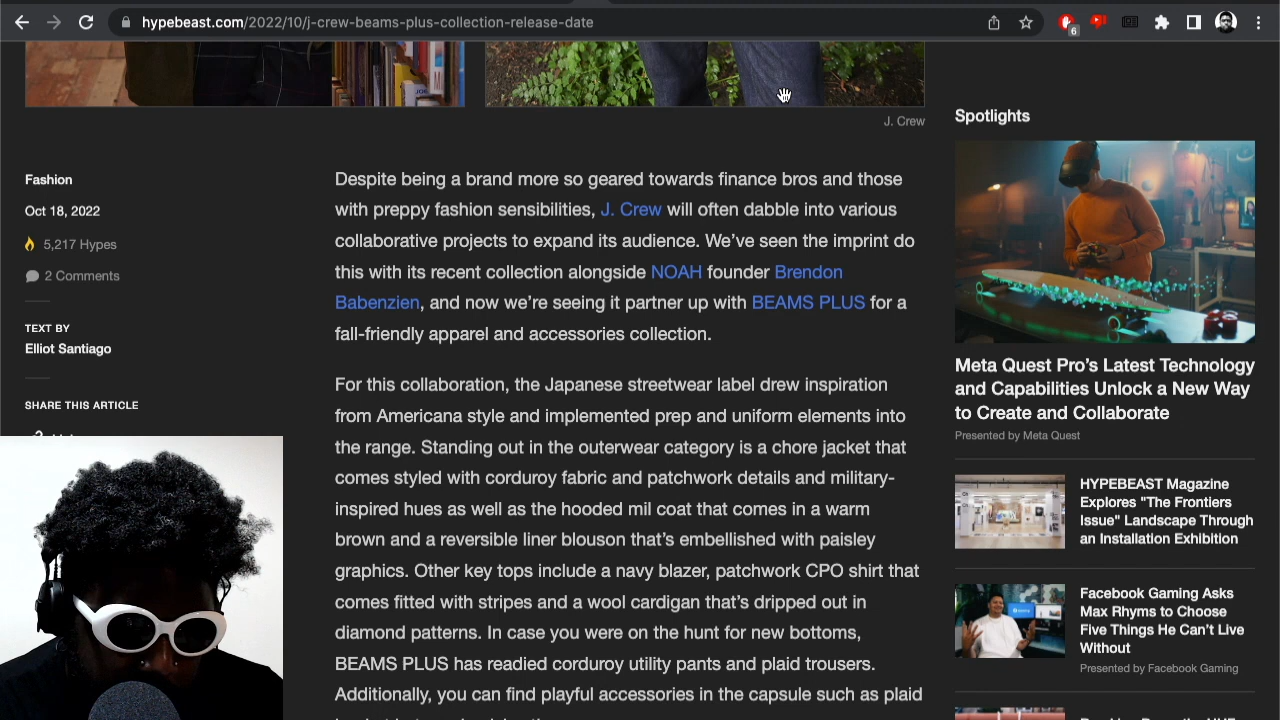 hypebeast.com/2022/10/j-crew-beams-plus-collection-release-date
6
J. Crew
Fashion
Oct 18, 2022
5,217 Hypes
2 Comments
TEXT BY
Elliot Santiago
SHARE THIS ARTICLE
Despite being a brand more so geared towards finance bros and those
with preppy fashion sensibilities, J. Crew will often dabble into various
collaborative projects to expand its audience. We’ve seen the imprint do
this with its recent collection alongside NOAH founder Brendon
Babenzien, and now we’re seeing it partner up with BEAMS PLUS for a
fall-friendly apparel and accessories collection.
For this collaboration, the Japanese streetwear label drew inspiration
from Americana style and implemented prep and uniform elements into
the range. Standing out in the outerwear category is a chore jacket that
comes styled with corduroy fabric and patchwork details and military-
inspired hues as well as the hooded mil coat that comes in a warm
brown and a reversible liner blouson that’s embellished with paisley
graphics. Other key tops include a navy blazer, patchwork CPO shirt that
comes fitted with stripes and a wool cardigan that’s dripped out in
diamond patterns. In case you were on the hunt for new bottoms,
BEAMS PLUS has readied corduroy utility pants and plaid trousers.
Additionally, you can find playful accessories in the capsule such as plaid
Spotlights
Meta Quest Pro’s Latest Technology
and Capabilities Unlock a New Way
to Create and Collaborate
Presented by Meta Quest
HYPEBEAST Magazine
Explores "The Frontiers
Issue" Landscape Through
an Installation Exhibition
Facebook Gaming Asks
Max Rhyms to Choose
Five Things He Can’t Live
Without
Presented by Facebook Gaming